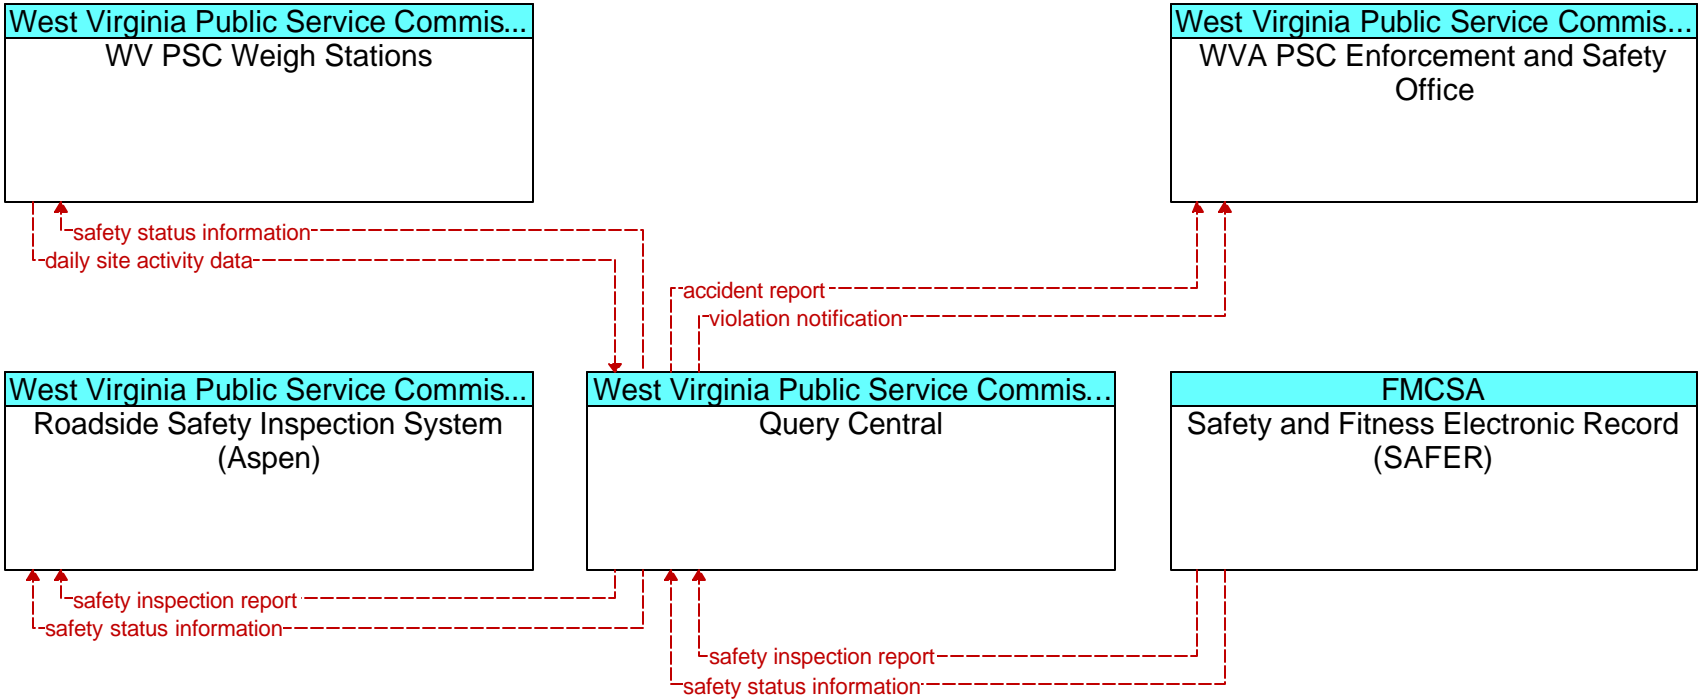 West Virginia Public Service Commis...
WV PSC Weigh Stations
West Virginia Public Service Commis...
WVA PSC Enforcement and Safety
Office
safety status information
daily site activity data
accident report
violation notification
West Virginia Public Service Commis...
Roadside Safety Inspection System
(Aspen)
West Virginia Public Service Commis...
Query Central
FMCSA
Safety and Fitness Electronic Record
(SAFER)
safety inspection report
safety status information
safety inspection report
safety status information